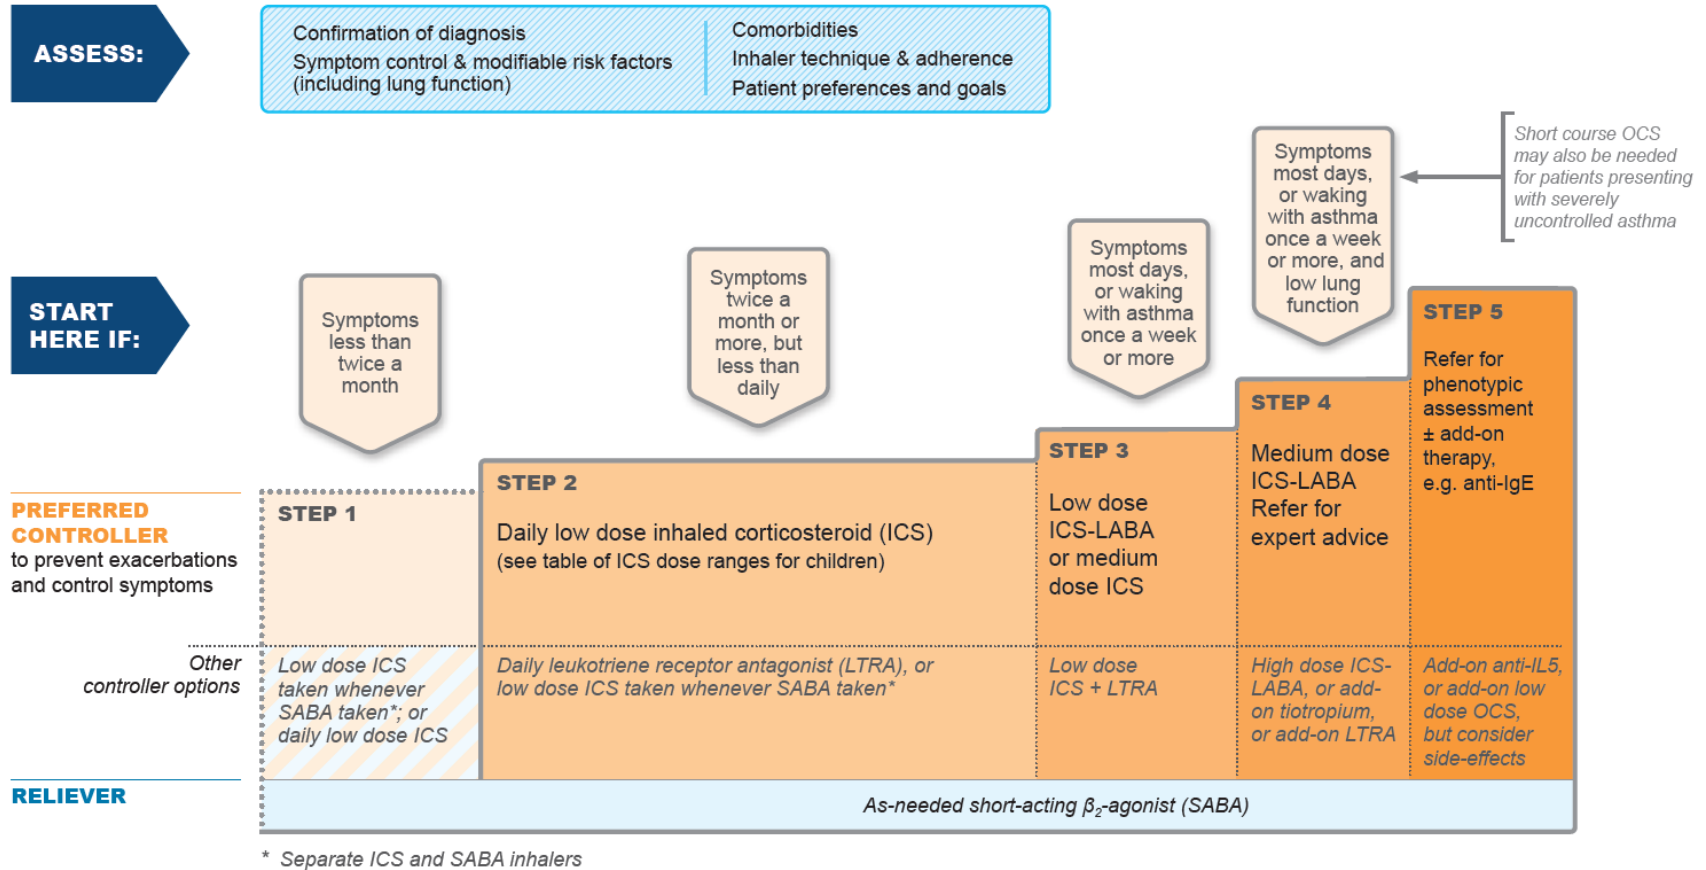 ASSESS:
Confirmation of diagnosis
Symptom control & modifiable risk factors
(including lung function)
Comorbidities
Inhaler technique & adherence
Patient preferences and goals
Short course OCS
may also be needed
for patients presenting
with severely
uncontrolled asthma
START
HERE IF:
Symptoms
less than
twice a
month
Symptoms
twice a
month or
more, but
less than
daily
Symptoms
most days,
or waking
with asthma
once a week
or more
Symptoms
most days,
or waking
with asthma
once a week
or more, and
low lung
function
PREFERRED
CONTROLLER
to prevent exacerbations
and control symptoms
STEP 1
STEP 2
Daily low dose inhaled corticosteroid (ICS)
(see table of ICS dose ranges for children)
STEP 3
Low dose
ICS-LABA
or medium
dose ICS
STEP 4
Medium dose
ICS-LABA
Refer for
expert advice
STEP 5
Refer for
phenotypic
assessment
± add-on
therapy,
e.g. anti-IgE
Other
controller options
Low dose ICS
taken whenever
SABA taken*; or
daily low dose ICS
Daily leukotriene receptor antagonist (LTRA), or
low dose ICS taken whenever SABA taken*
Low dose
ICS + LTRA
High dose ICS-
LABA, or add-
on tiotropium,
or add-on LTRA
Add-on anti-IL5,
or add-on low
dose OCS,
but consider
side-effects
RELIEVER
As-needed short-acting β₂-agonist (SABA)
* Separate ICS and SABA inhalers